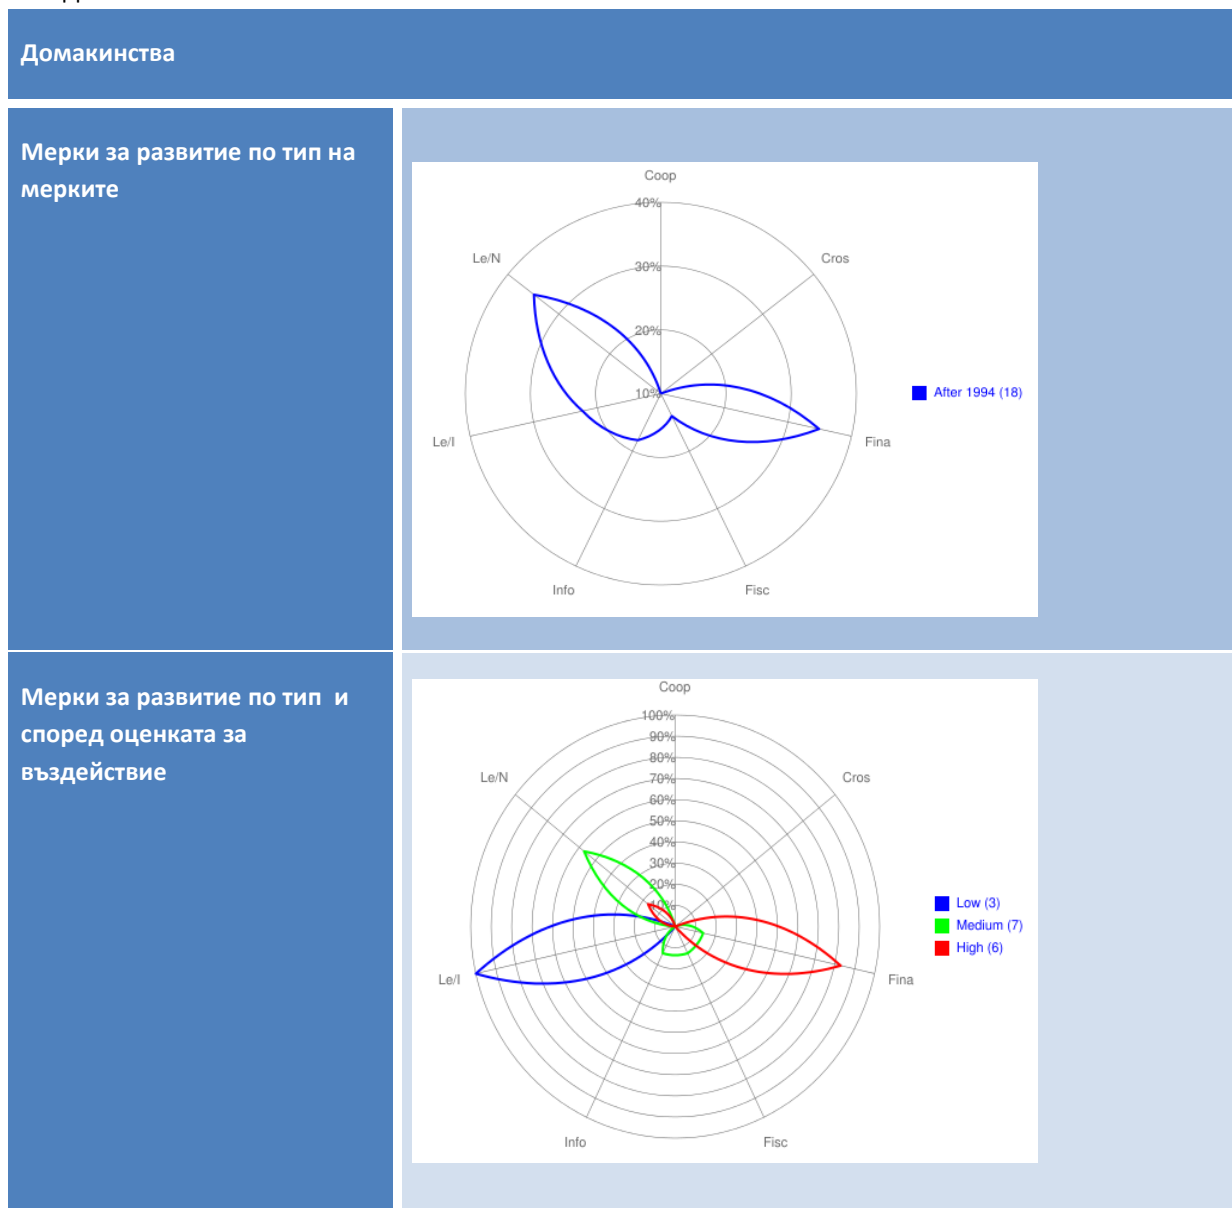 Домакинства
Мерки за развитие по тип на
мерките
Coop
40%
Le/N
Cros
30%
20%
10%
After 1994 (18)
Le/I
Fina
Info
Fisc
Мерки за развитие по тип и
според оценката за
въздействие
Coop
100%
90%
Le/N
Cros
80%
70%
60%
50%
40%
30%
20%
10%
Low (3)
Medium (7)
High (6)
Le/I
Fina
Info
Fisc